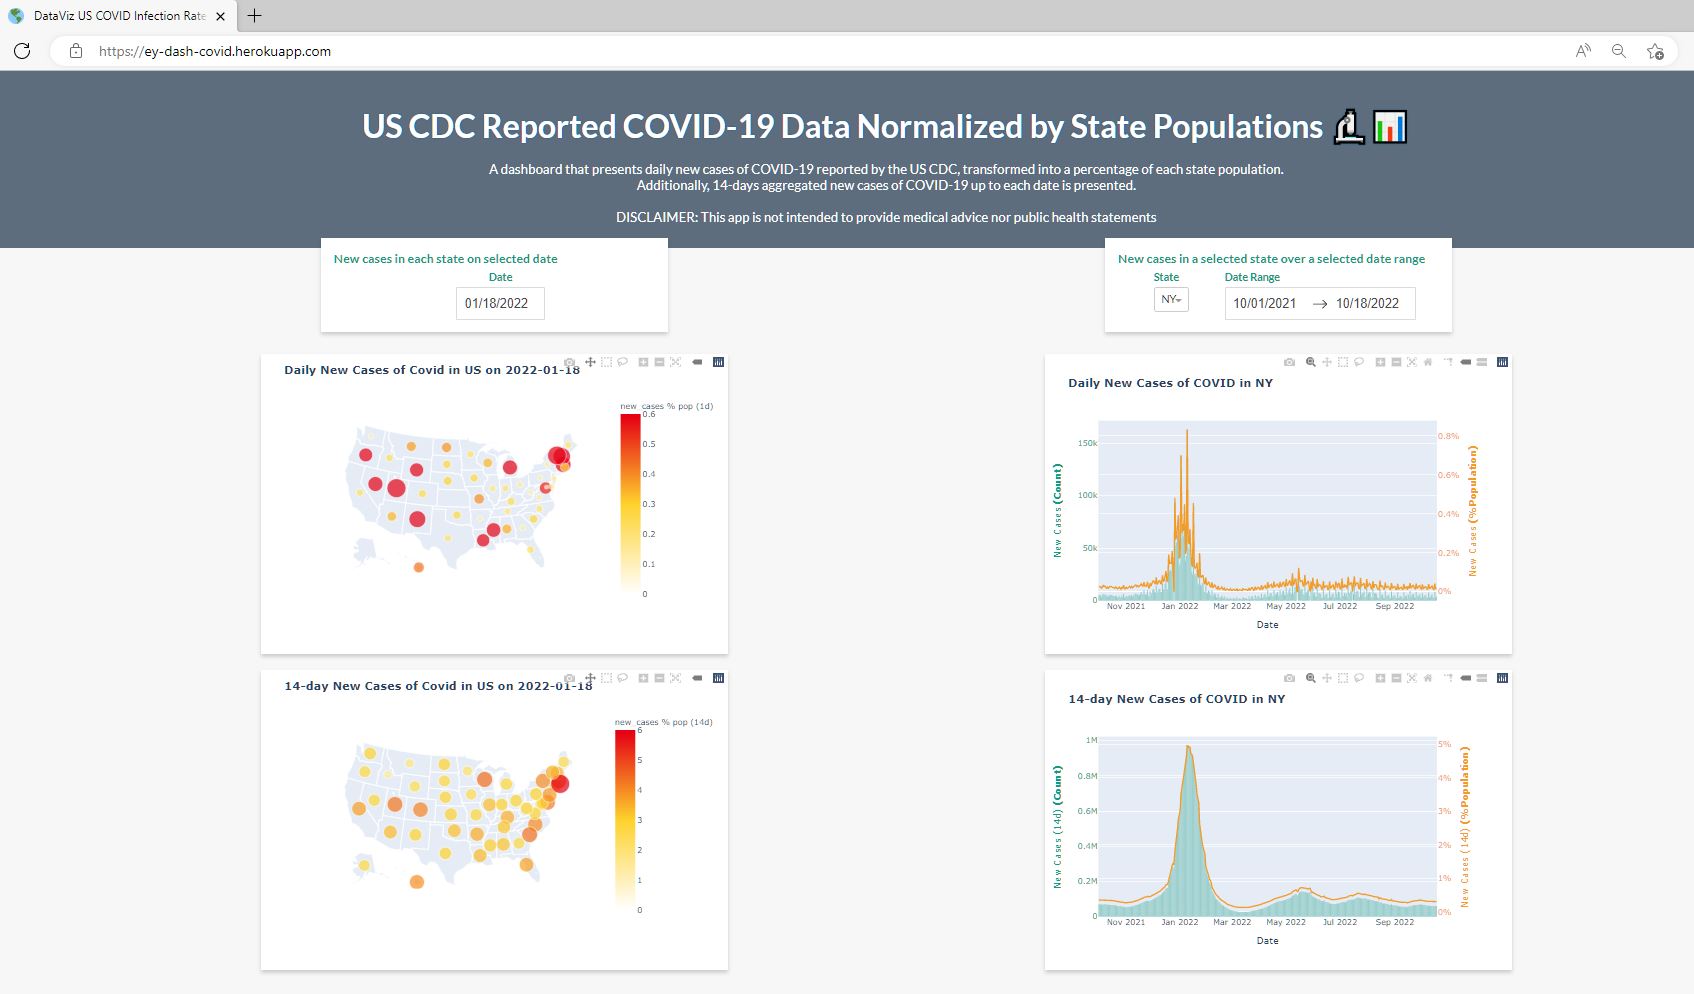 DataViz US COVID Infection Rate
https://ey-dash-covid.herokuapp.com
US CDC Reported COVID-19 Data Normalized by State Populations
A dashboard that presents daily new cases of COVID-19 reported by the US CDC, transformed into a percentage of each state population.
Additionally, 14-days aggregated new cases of COVID-19 up to each date is presented.
DISCLAIMER: This app is not intended to provide medical advice nor public health statements
New cases in each state on selected date
Date
01/18/2022
New cases in a selected state over a selected date range
State
Date Range
NY
10/01/2021 → 10/18/2022
Daily New Cases of Covid in US on 2022-01-18
new_cases % pop (1d)
0.6
0.5
0.4
0.3
0.2
0.1
0
Daily New Cases of COVID in NY
New Cases (Count)
150k
100k
50k
0
0.8%
0.6%
0.4%
0.2%
0%
New Cases (%Population)
Nov 2021 Jan 2022 Mar 2022 May 2022 Jul 2022 Sep 2022
Date
14-day New Cases of Covid in US on 2022-01-18
new_cases % pop (14d)
6
5
4
3
2
1
0
14-day New Cases of COVID in NY
New Cases (14d) (Count)
1M
0.8M
0.6M
0.4M
0.2M
0
5%
4%
3%
2%
1%
0%
New Cases (14d) (%Population)
Nov 2021 Jan 2022 Mar 2022 May 2022 Jul 2022 Sep 2022
Date